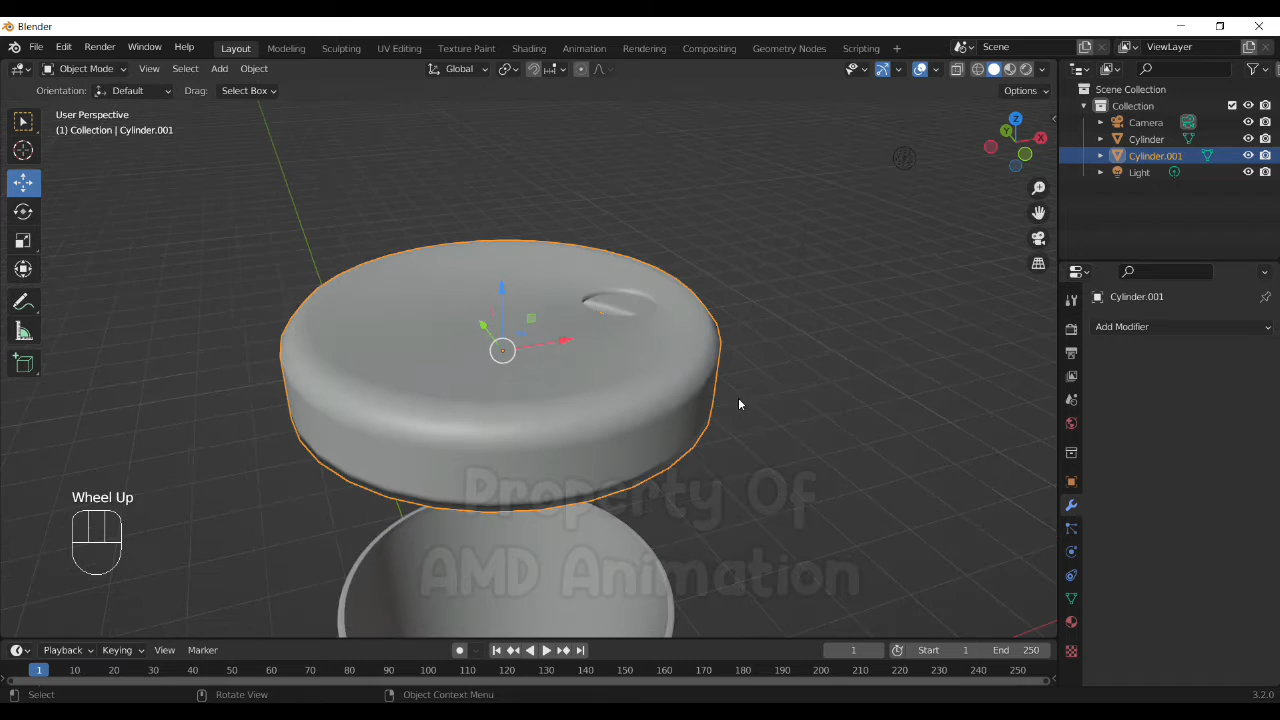 Blender
File Edit Render Window Help
Layout Modeling Sculpting UV Editing Texture Paint Shading Animation Rendering Compositing Geometry Nodes Scripting +
Scene
ViewLayer
Object Mode View Select Add Object
Global
Orientation: Default Drag: Select Box
Options
User Perspective
(1) Collection | Cylinder.001
Z
Y
X
Scene Collection
Collection
Camera
Cylinder
Cylinder.001
Light
Cylinder.001
Add Modifier
Wheel Up
Property Of
AMD Animation
Playback Keying View Marker
1
Start 1
End 250
1 10 20 30 40 50 60 70 80 90 100 110 120 130 140 150 160 170 180 190 200 210 220 230 240 250
Select
Rotate View
Object Context Menu
3.2.0